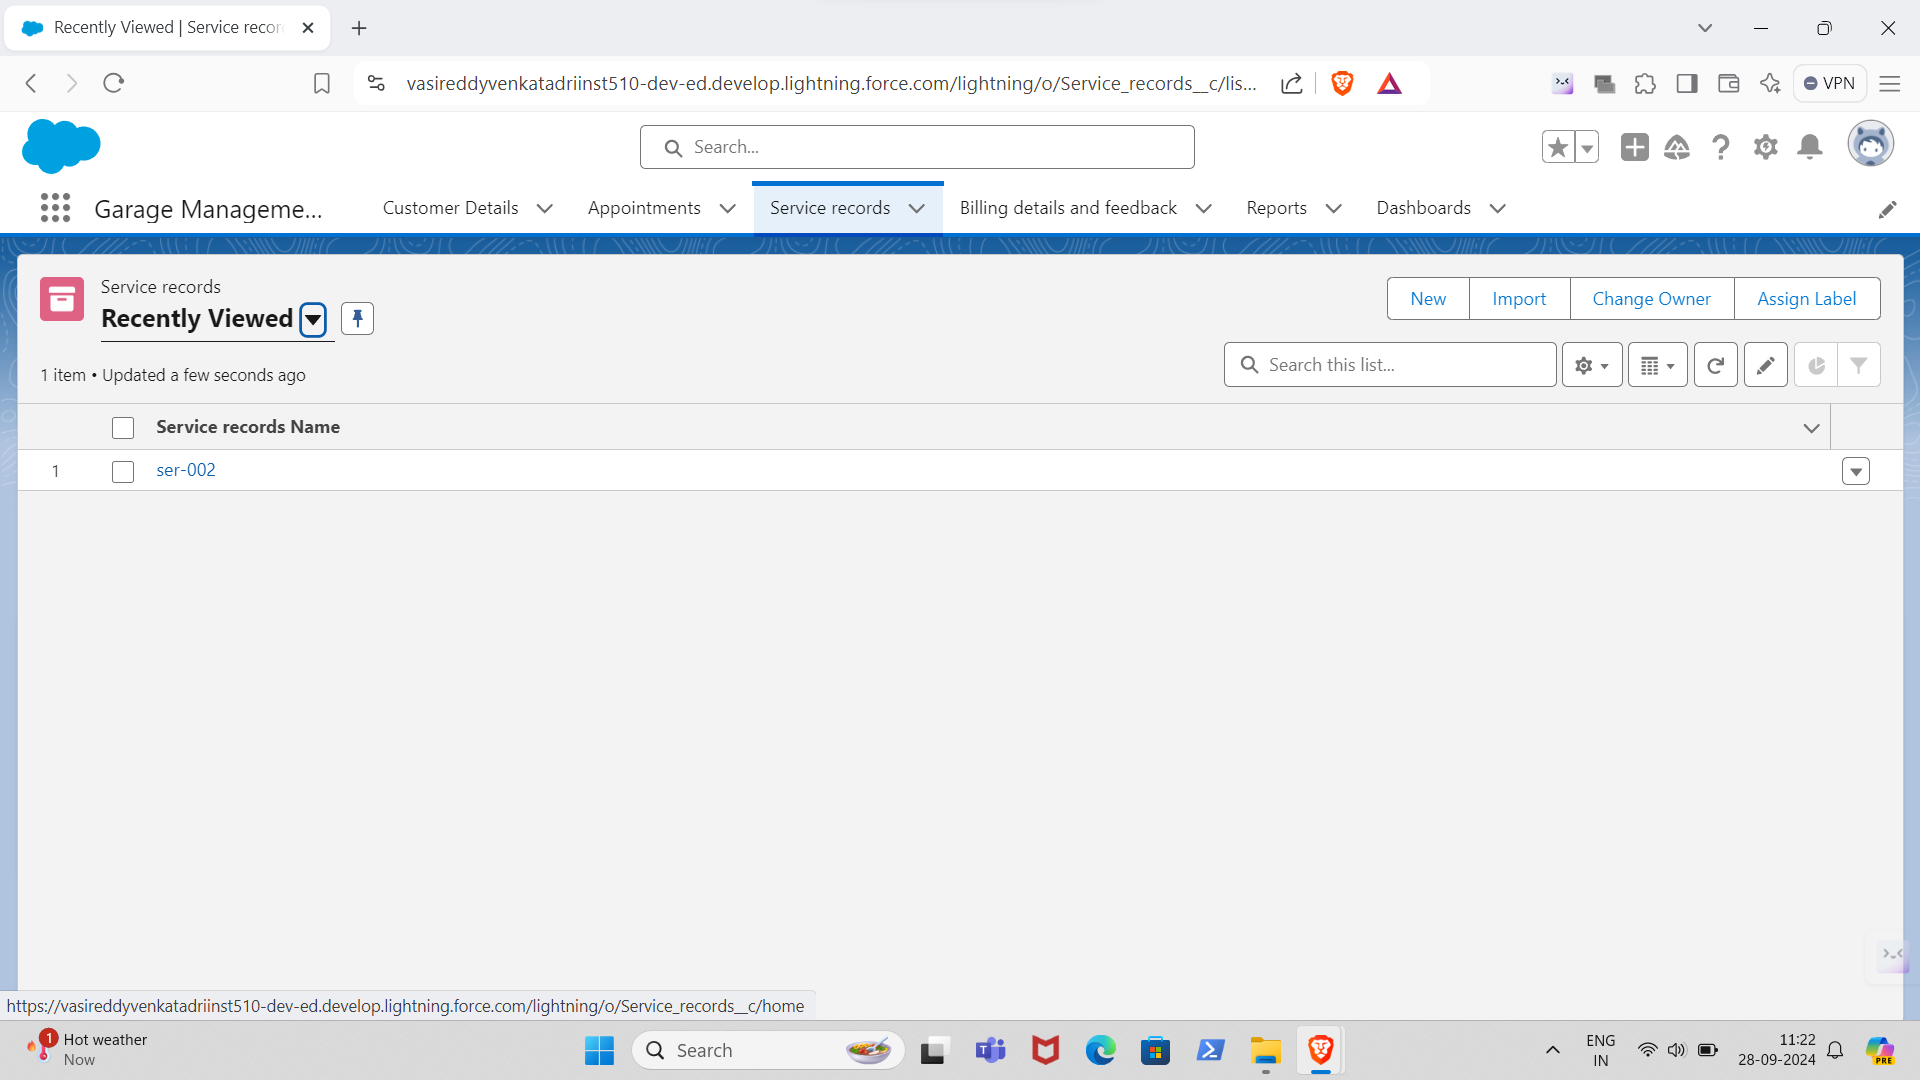 Recently Viewed | Service recor
vasireddyvenkatadriinst510-dev-ed.develop.lightning.force.com/lightning/o/Service_records__c/lis...
VPN
Search...
Garage Manageme...
Customer Details
Appointments
Service records
Billing details and feedback
Reports
Dashboards
Service records
Recently Viewed
New
Import
Change Owner
Assign Label
1 item • Updated a few seconds ago
Search this list...
Service records Name
1
ser-002
https://vasireddyvenkatadriinst510-dev-ed.develop.lightning.force.com/lightning/o/Service_records__c/home
1
Hot weather
Now
Search
ENG
IN
11:22
28-09-2024
PRE